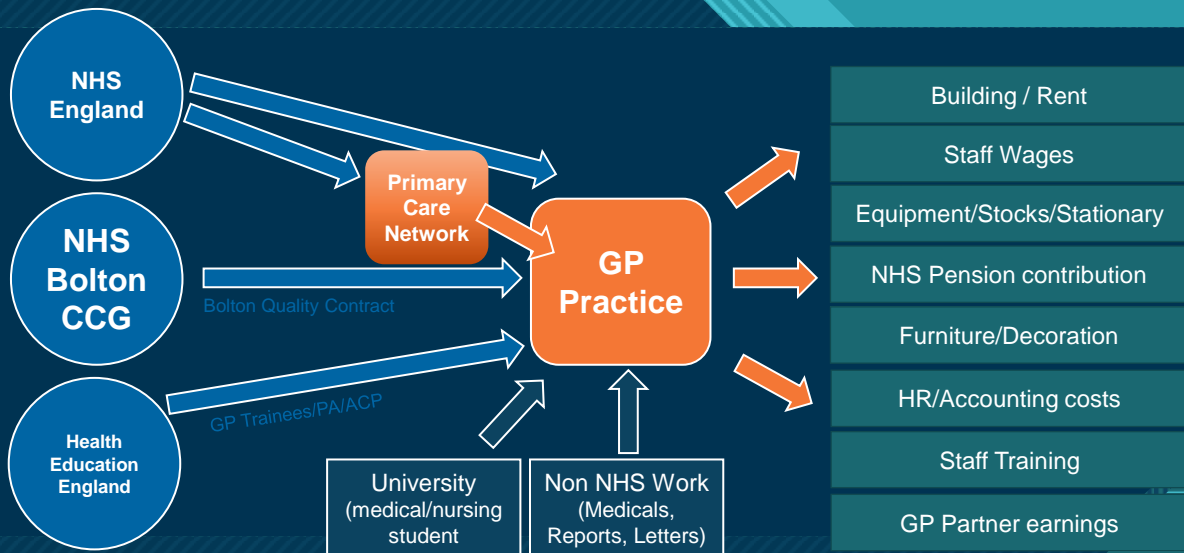 NHS
England
Primary
Care
Network
NHS
Bolton
CCG
Bolton Quality Contract
GP
Practice
Health
Education
England
GP Trainees/PA/ACP
University
(medical/nursing
student
Non NHS Work
(Medicals,
Reports, Letters)
Building / Rent
Staff Wages
Equipment/Stocks/Stationary
NHS Pension contribution
Furniture/Decoration
HR/Accounting costs
Staff Training
GP Partner earnings